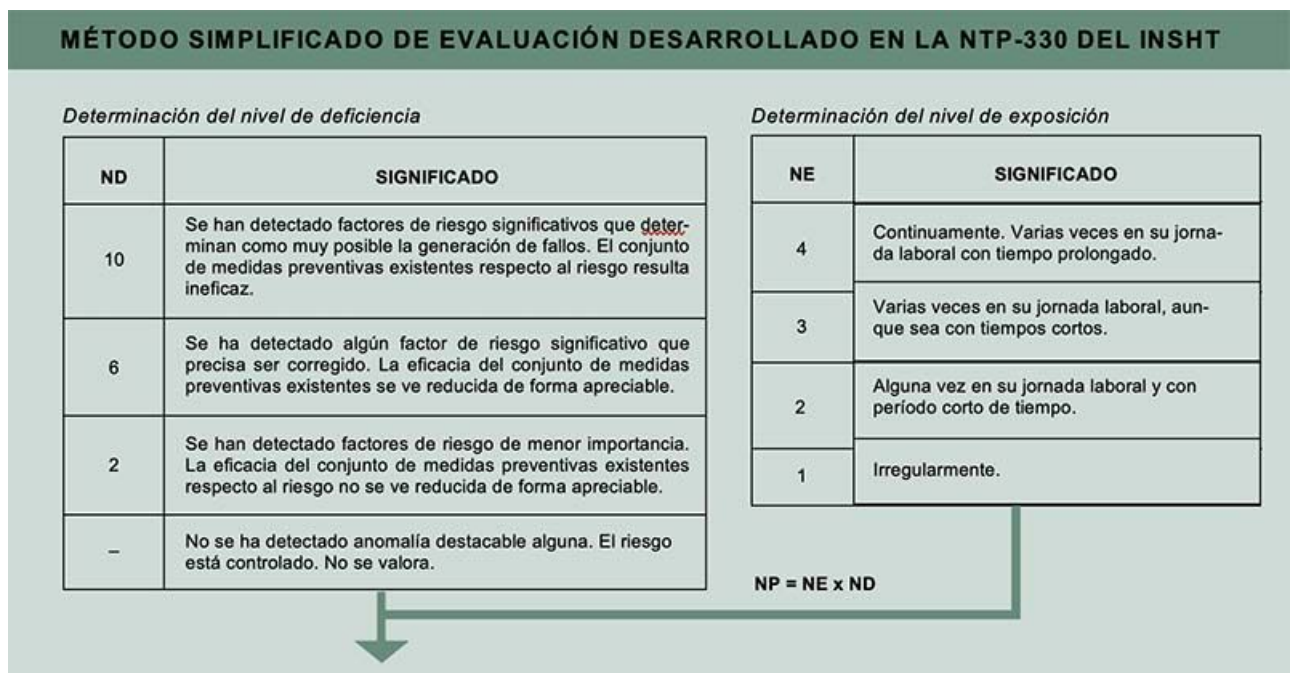 MÉTODO SIMPLIFICADO DE EVALUACIÓN DESARROLLADO EN LA NTP-330 DEL INSHT
Determinación del nivel de deficiencia
ND
SIGNIFICADO
10
Se han detectado factores de riesgo significativos que deter-
minan como muy posible la generación de fallos. El conjunto
de medidas preventivas existentes respecto al riesgo resulta
ineficaz.
6
Se ha detectado algún factor de riesgo significativo que
precisa ser corregido. La eficacia del conjunto de medidas
preventivas existentes se ve reducida de forma apreciable.
2
Se han detectado factores de riesgo de menor importancia.
La eficacia del conjunto de medidas preventivas existentes
respecto al riesgo no se ve reducida de forma apreciable.
–
No se ha detectado anomalía destacable alguna. El riesgo
está controlado. No se valora.
Determinación del nivel de exposición
NE
SIGNIFICADO
4
Continuamente. Varias veces en su jorna-
da laboral con tiempo prolongado.
3
Varias veces en su jornada laboral, aun-
que sea con tiempos cortos.
2
Alguna vez en su jornada laboral y con
período corto de tiempo.
1
Irregularmente.
NP = NE x ND